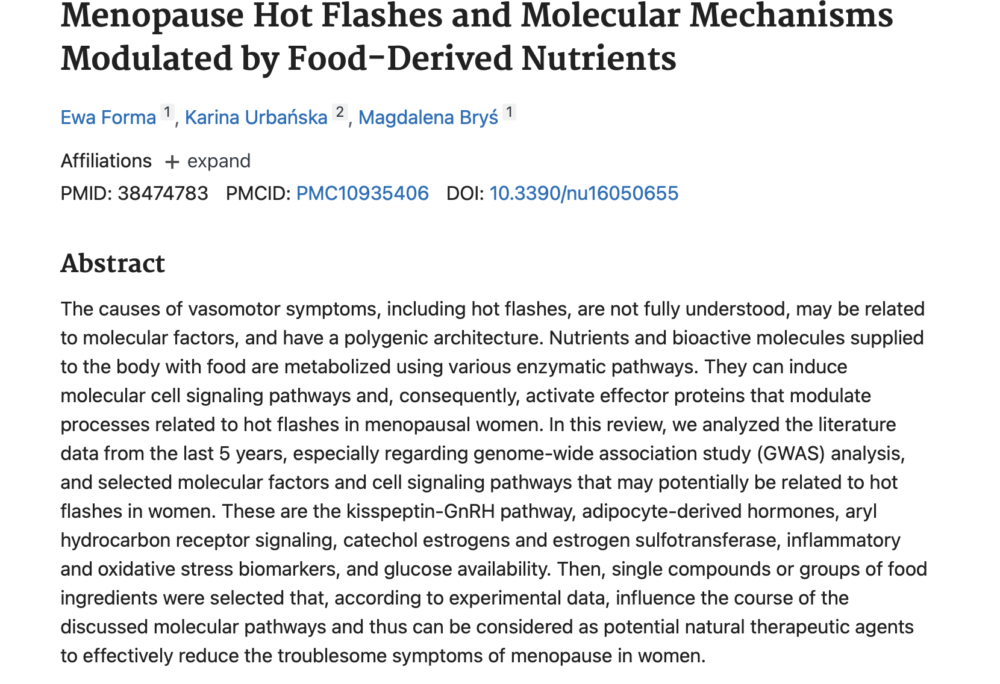 Menopause Hot Flashes and Molecular Mechanisms
Modulated by Food-Derived Nutrients
Ewa Forma 1, Karina Urbańska 2, Magdalena Bryś 1
Affiliations + expand
PMID: 38474783 PMCID: PMC10935406 DOI: 10.3390/nu16050655
Abstract
The causes of vasomotor symptoms, including hot flashes, are not fully understood, may be related
to molecular factors, and have a polygenic architecture. Nutrients and bioactive molecules supplied
to the body with food are metabolized using various enzymatic pathways. They can induce
molecular cell signaling pathways and, consequently, activate effector proteins that modulate
processes related to hot flashes in menopausal women. In this review, we analyzed the literature
data from the last 5 years, especially regarding genome-wide association study (GWAS) analysis,
and selected molecular factors and cell signaling pathways that may potentially be related to hot
flashes in women. These are the kisspeptin-GnRH pathway, adipocyte-derived hormones, aryl
hydrocarbon receptor signaling, catechol estrogens and estrogen sulfotransferase, inflammatory
and oxidative stress biomarkers, and glucose availability. Then, single compounds or groups of food
ingredients were selected that, according to experimental data, influence the course of the
discussed molecular pathways and thus can be considered as potential natural therapeutic agents
to effectively reduce the troublesome symptoms of menopause in women.